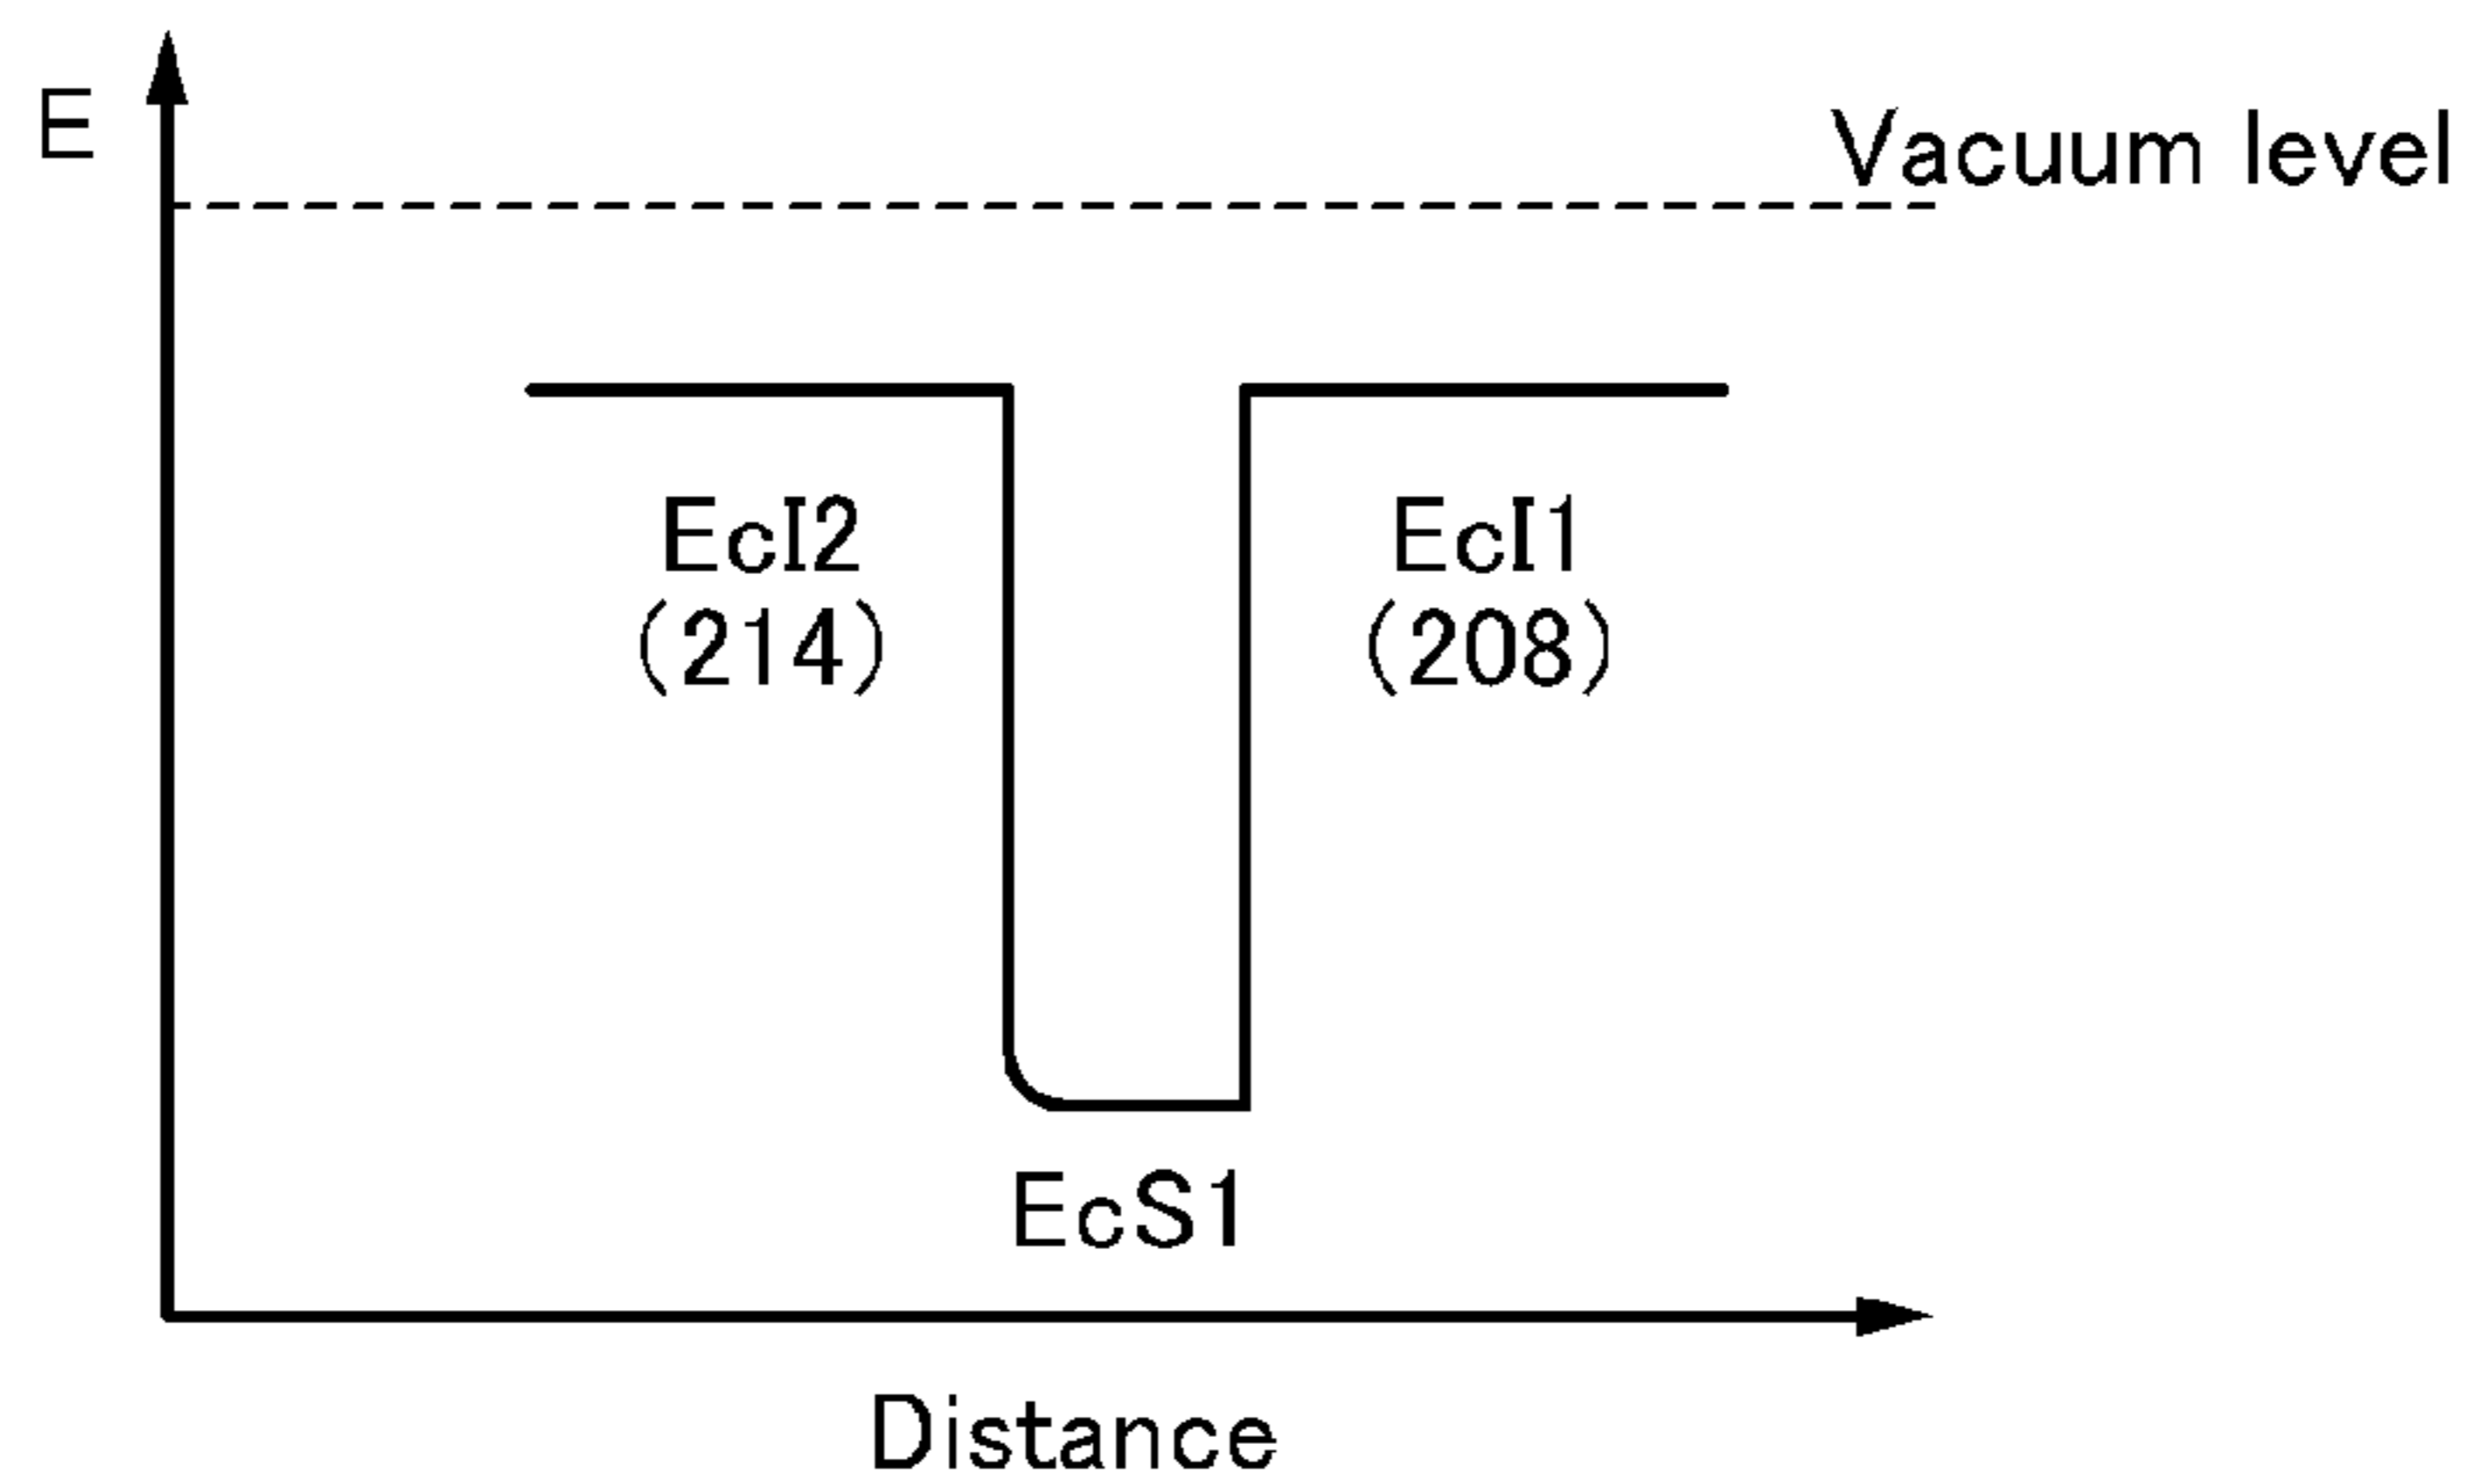 E
Vacuum level
EcI2
(214)
EcI1
(208)
EcS1
Distance